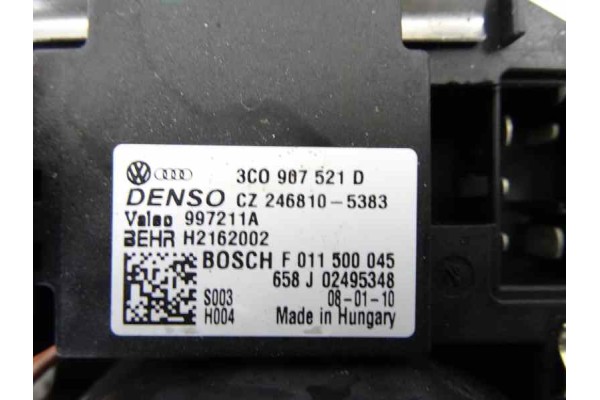 3C0 907 521 D
DENSO CZ 246810-5383
Valeo 997211A
BEHR H2162002
BOSCH F 011 500 045
658 J 02495348
S003 08-01-10
H004 Made in Hungary